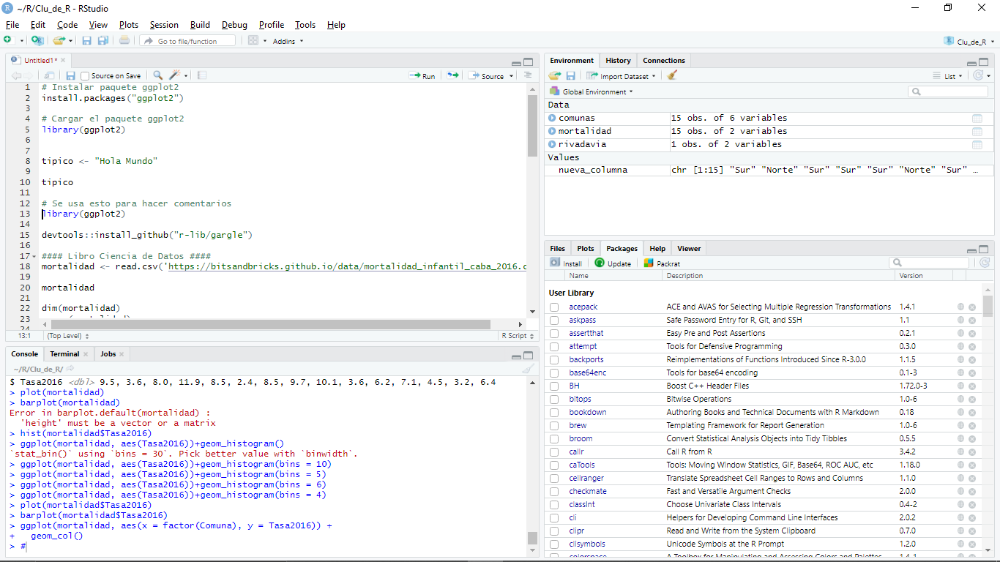 ~/R/Clu_de_R - RStudio
File Edit Code View Plots Session Build Debug Profile Tools Help
Go to file/function Addins Clu_de_R
Untitled1*
Source on Save Run Source
1 # Instalar paquete ggplot2
2 install.packages("ggplot2")
3
4 # Cargar el paquete ggplot2
5 library(ggplot2)
6
7
8 tipico <- "Hola Mundo"
9
10 tipico
11
12 # Se usa esto para hacer comentarios
13 library(ggplot2)
14
15 devtools::install_github("r-lib/gargle")
16
17 #### Libro Ciencia de Datos ####
18 mortalidad <- read.csv('https://bitsandbricks.github.io/data/mortalidad_infantil_caba_2016.c
19
20 mortalidad
21
22 dim(mortalidad)
23
24
13:1 (Top Level) R Script
Console Terminal Jobs
~/R/Clu_de_R/
$ Tasa2016 <dbl> 9.5, 3.6, 8.0, 11.9, 8.5, 2.4, 8.5, 9.7, 10.1, 3.6, 6.2, 7.1, 4.5, 3.2, 6.4
> plot(mortalidad)
> barplot(mortalidad)
Error in barplot.default(mortalidad) :
'height' must be a vector or a matrix
> hist(mortalidad$Tasa2016)
> ggplot(mortalidad, aes(Tasa2016))+geom_histogram()
`stat_bin()` using `bins = 30`. Pick better value with `binwidth`.
> ggplot(mortalidad, aes(Tasa2016))+geom_histogram(bins = 10)
> ggplot(mortalidad, aes(Tasa2016))+geom_histogram(bins = 5)
> ggplot(mortalidad, aes(Tasa2016))+geom_histogram(bins = 6)
> ggplot(mortalidad, aes(Tasa2016))+geom_histogram(bins = 4)
> plot(mortalidad$Tasa2016)
> barplot(mortalidad$Tasa2016)
> ggplot(mortalidad, aes(x = factor(Comuna), y = Tasa2016)) +
+ geom_col()
> #
Environment History Connections
Import Dataset List
Global Environment
Data
comunas 15 obs. of 6 variables
mortalidad 15 obs. of 2 variables
rivadavia 1 obs. of 2 variables
Values
nueva_columna chr [1:15] "Sur" "Norte" "Sur" "Sur" "Sur" "Norte" "Sur" …
Files Plots Packages Help Viewer
Install Update Packrat
Name Description Version
User Library
acepack ACE and AVAS for Selecting Multiple Regression Transformations 1.4.1
askpass Safe Password Entry for R, Git, and SSH 1.1
assertthat Easy Pre and Post Assertions 0.2.1
attempt Tools for Defensive Programming 0.3.0
backports Reimplementations of Functions Introduced Since R-3.0.0 1.1.5
base64enc Tools for base64 encoding 0.1-3
BH Boost C++ Header Files 1.72.0-3
bitops Bitwise Operations 1.0-6
bookdown Authoring Books and Technical Documents with R Markdown 0.18
brew Templating Framework for Report Generation 1.0-6
broom Convert Statistical Analysis Objects into Tidy Tibbles 0.5.5
callr Call R from R 3.4.2
caTools Tools: Moving Window Statistics, GIF, Base64, ROC AUC, etc 1.18.0
cellranger Translate Spreadsheet Cell Ranges to Rows and Columns 1.1.0
checkmate Fast and Versatile Argument Checks 2.0.0
classInt Choose Univariate Class Intervals 0.4-2
cli Helpers for Developing Command Line Interfaces 2.0.2
clipr Read and Write from the System Clipboard 0.7.0
clisymbols Unicode Symbols at the R Prompt 1.2.0
colorspace A Toolbox for Manipulating and Assessing Colors and Palettes 1.4-1